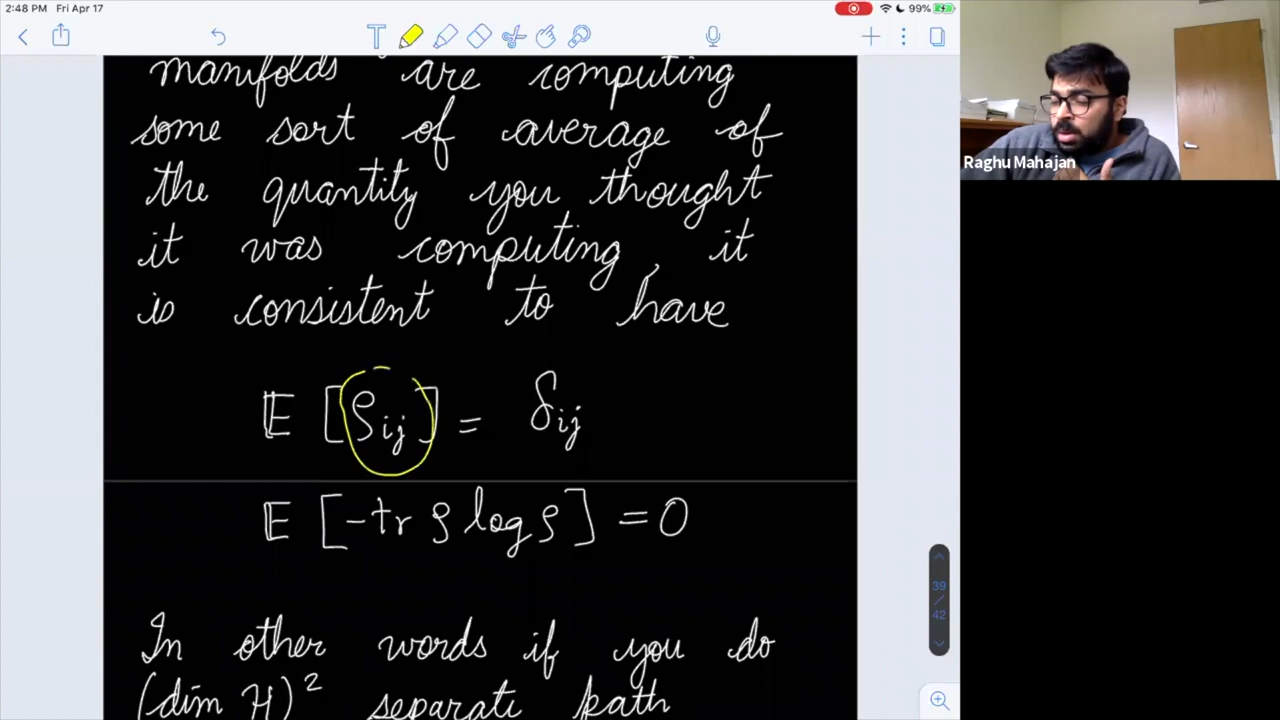 2:48 PM Fri Apr 17
99%
manifolds are computing
some sort of average of
the quantity you thought
it was computing, it
is consistent to have
𝔼 [ρij] = δij
𝔼 [-tr ρ log ρ] = 0
In other words if you do
(dim H)² separate path
39
/
42
Raghu Mahajan